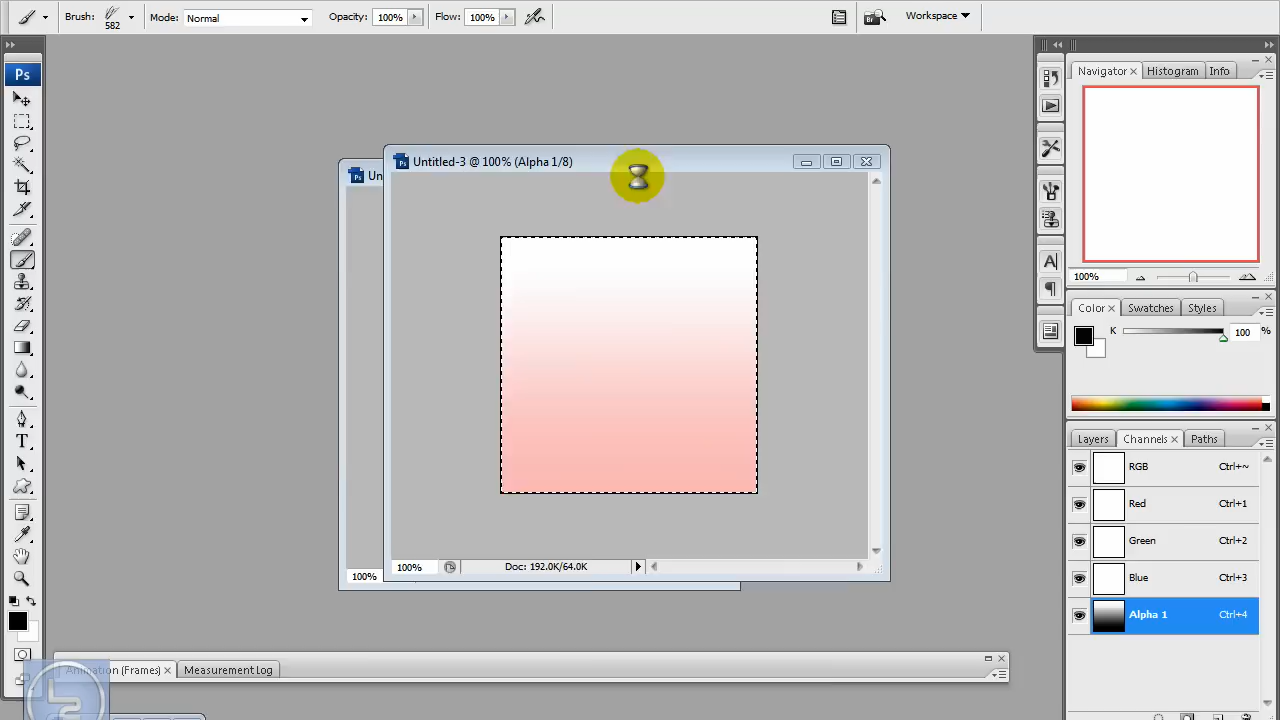 Brush: 582 Mode: Normal Opacity: 100% Flow: 100% Workspace
Ps
Navigator Histogram Info
100%
Color Swatches Styles
K 100 %
Layers Channels Paths
RGB Ctrl+~
Red Ctrl+1
Green Ctrl+2
Blue Ctrl+3
Alpha 1 Ctrl+4
Untitled-3 @ 100% (Alpha 1/8)
Un
100% Doc: 192.0K/64.0K
100%
Animation (Frames) Measurement Log